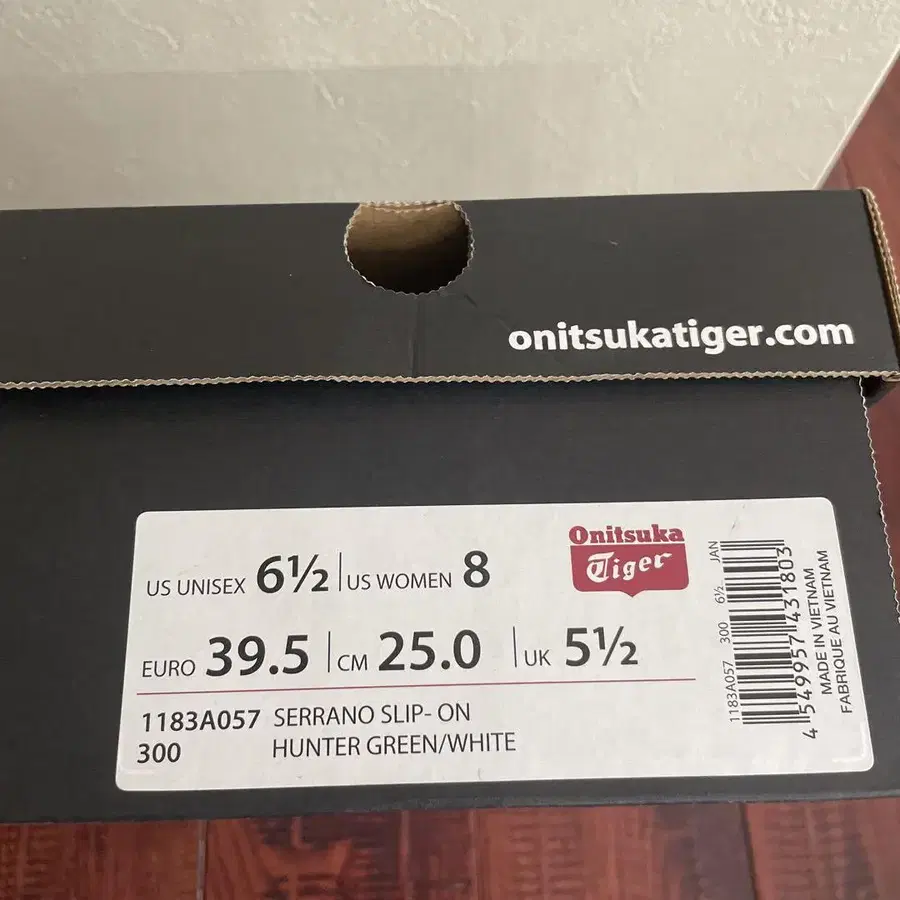 onitsukatiger.com
US UNISEX 6½ US WOMEN 8
EURO 39.5 CM 25.0 UK 5½
1183A057 SERRANO SLIP- ON
300 HUNTER GREEN/WHITE
Onitsuka
Tiger
1183A057 300 6½ JAN
4 549957 431803
MADE IN VIETNAM
FABRIQUE AU VIETNAM